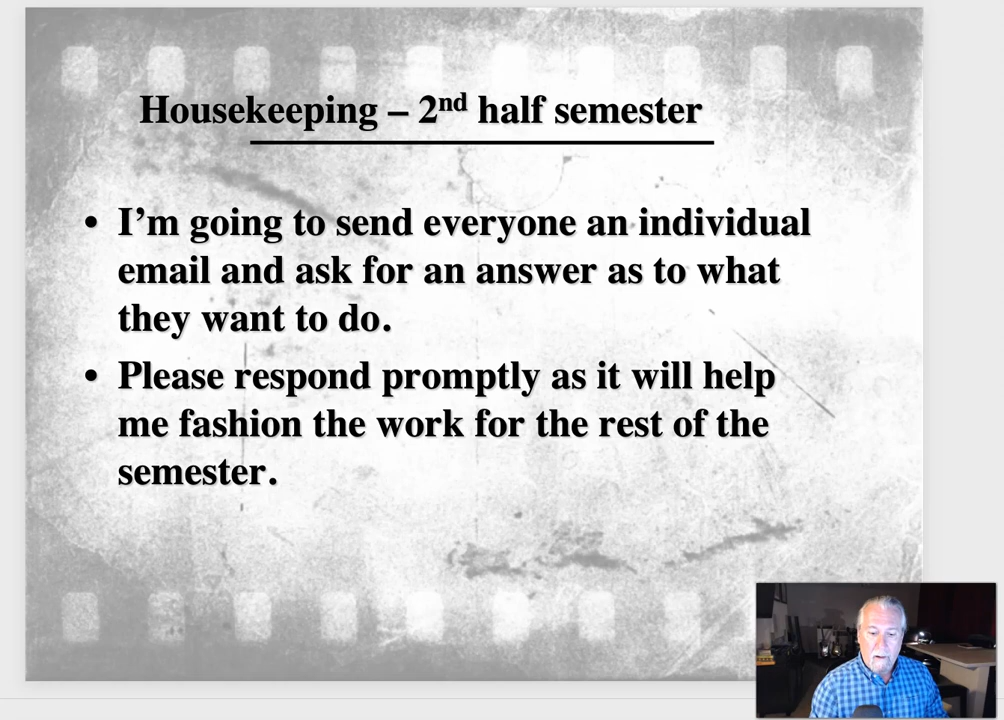 Housekeeping – 2nd half semester
• I’m going to send everyone an individual
email and ask for an answer as to what
they want to do.
• Please respond promptly as it will help
me fashion the work for the rest of the
semester.